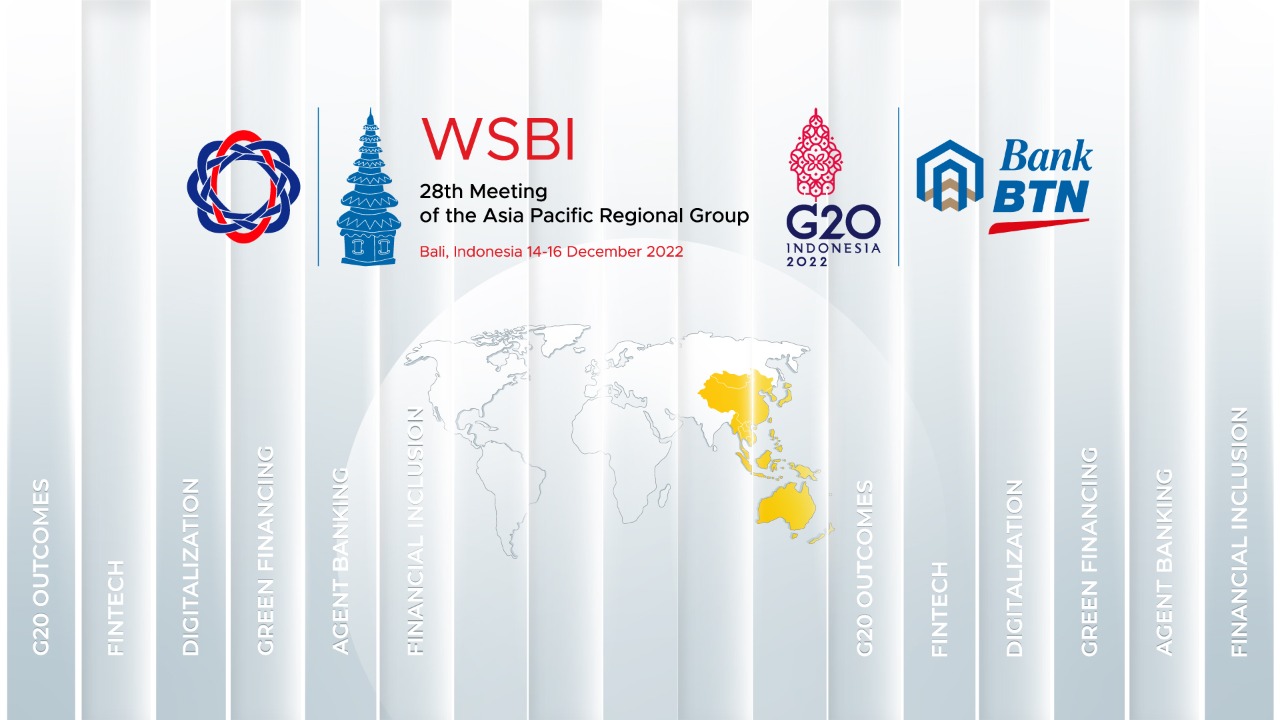 WSBI
28th Meeting
of the Asia Pacific Regional Group
Bali, Indonesia 14-16 December 2022
G20
INDONESIA
2022
Bank
BTN
G20 OUTCOMES
FINTECH
DIGITALIZATION
GREEN FINANCING
AGENT BANKING
FINANCIAL INCLUSION
G20 OUTCOMES
FINTECH
DIGITALIZATION
GREEN FINANCING
AGENT BANKING
FINANCIAL INCLUSION